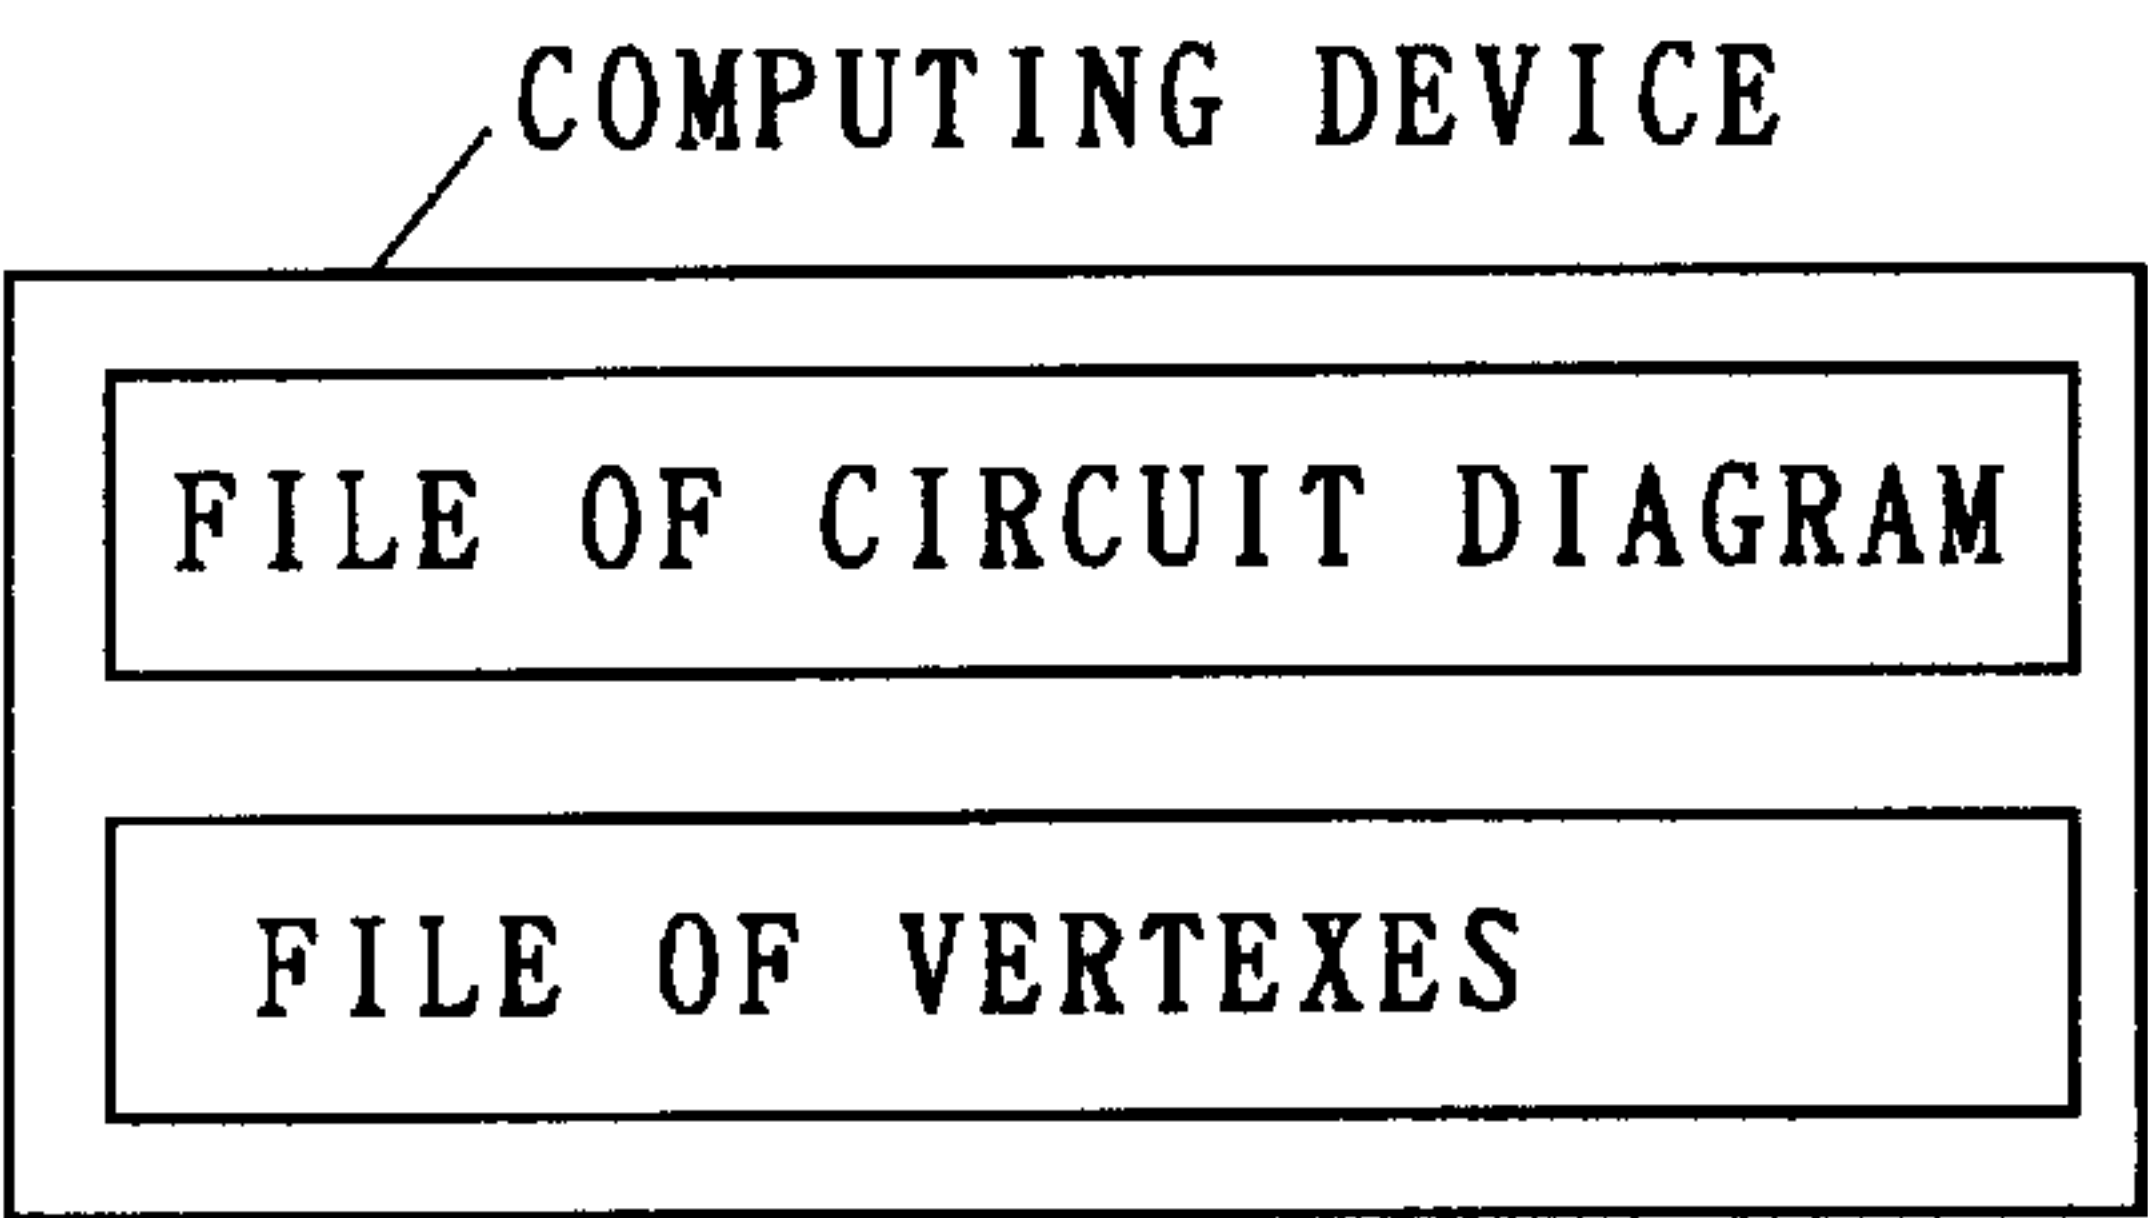 COMPUTING DEVICE
FILE OF CIRCUIT DIAGRAM
FILE OF VERTEXES